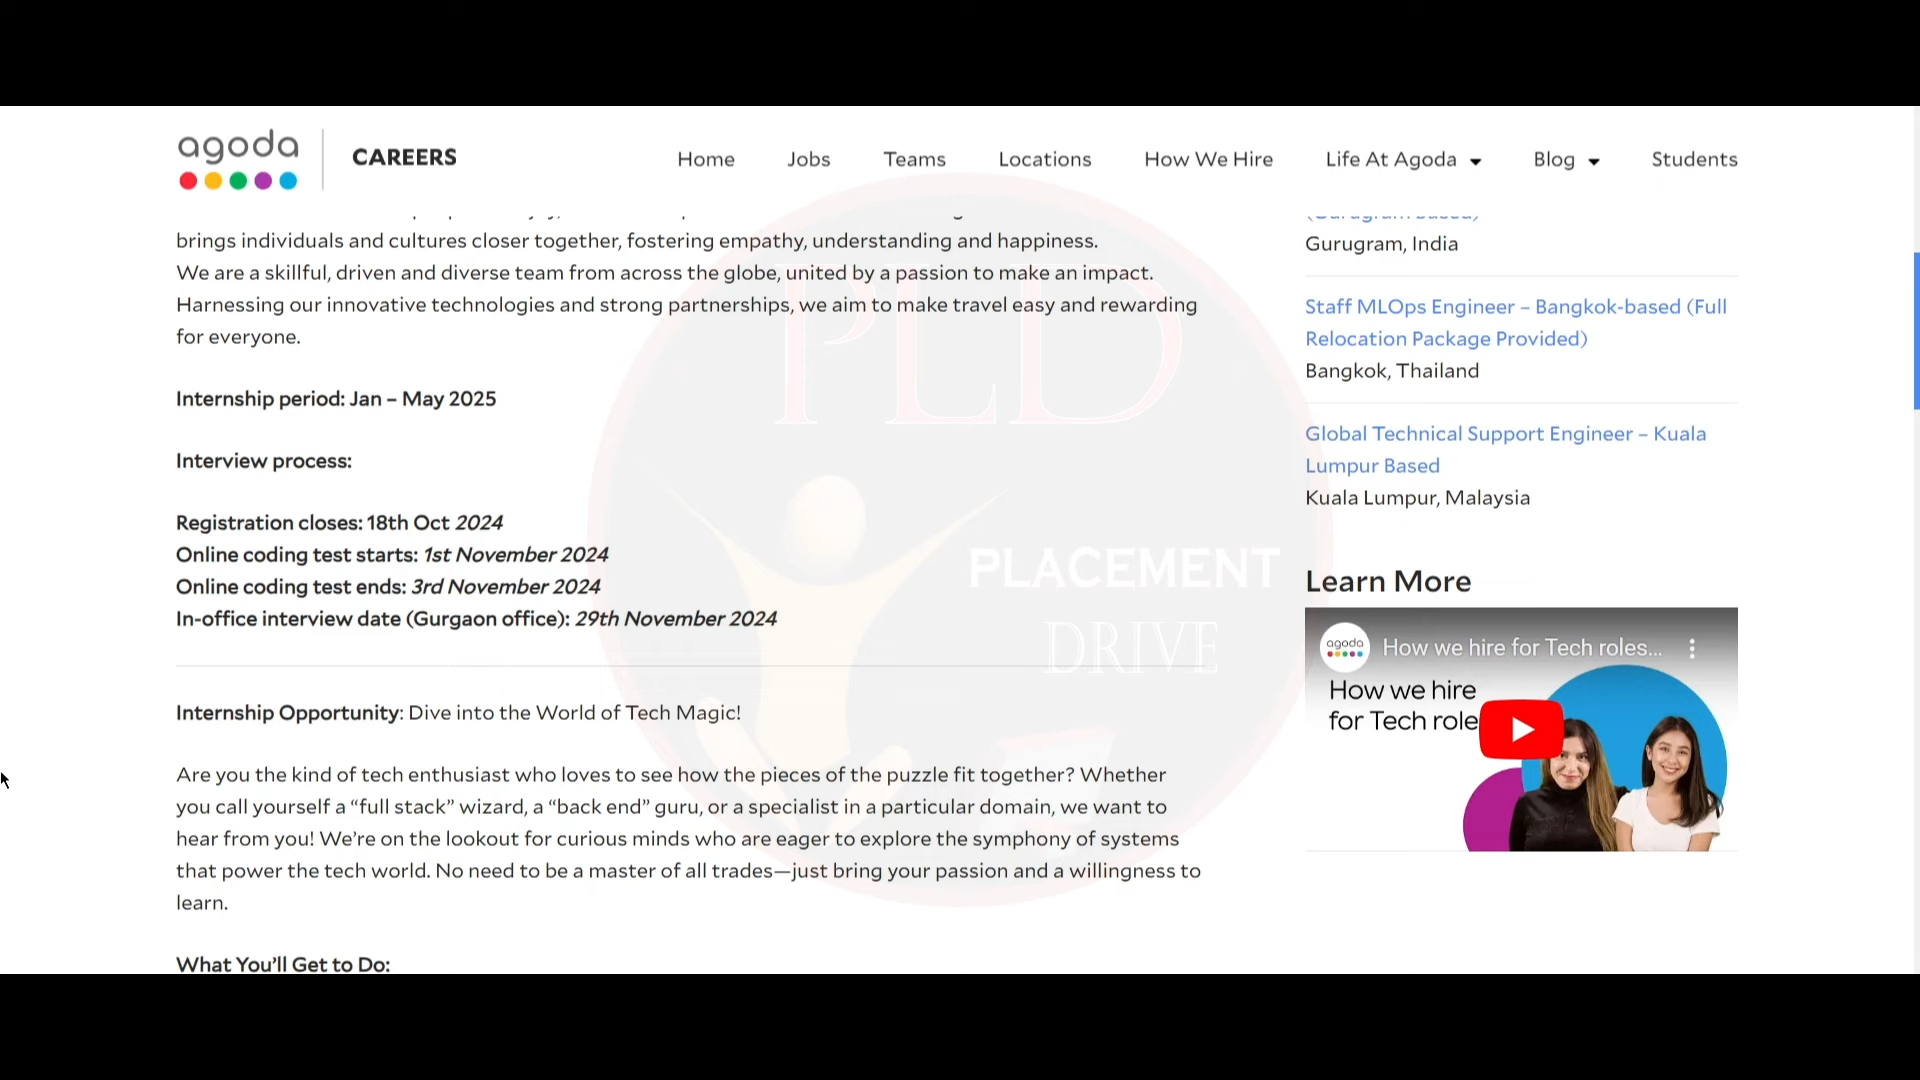 agoda
CAREERS
Home
Jobs
Teams
Locations
How We Hire
Life At Agoda
Blog
Students
brings individuals and cultures closer together, fostering empathy, understanding and happiness.
We are a skillful, driven and diverse team from across the globe, united by a passion to make an impact.
Harnessing our innovative technologies and strong partnerships, we aim to make travel easy and rewarding
for everyone.
Internship period: Jan – May 2025
Interview process:
Registration closes: 18th Oct 2024
Online coding test starts: 1st November 2024
Online coding test ends: 3rd November 2024
In-office interview date (Gurgaon office): 29th November 2024
Internship Opportunity: Dive into the World of Tech Magic!
Are you the kind of tech enthusiast who loves to see how the pieces of the puzzle fit together? Whether
you call yourself a “full stack” wizard, a “back end” guru, or a specialist in a particular domain, we want to
hear from you! We’re on the lookout for curious minds who are eager to explore the symphony of systems
that power the tech world. No need to be a master of all trades—just bring your passion and a willingness to
learn.
What You’ll Get to Do:
(Gurugram Based)
Gurugram, India
Staff MLOps Engineer – Bangkok-based (Full
Relocation Package Provided)
Bangkok, Thailand
Global Technical Support Engineer – Kuala
Lumpur Based
Kuala Lumpur, Malaysia
Learn More
agoda
How we hire for Tech roles...
How we hire
for Tech role
PLD
PLACEMENT
DRIVE